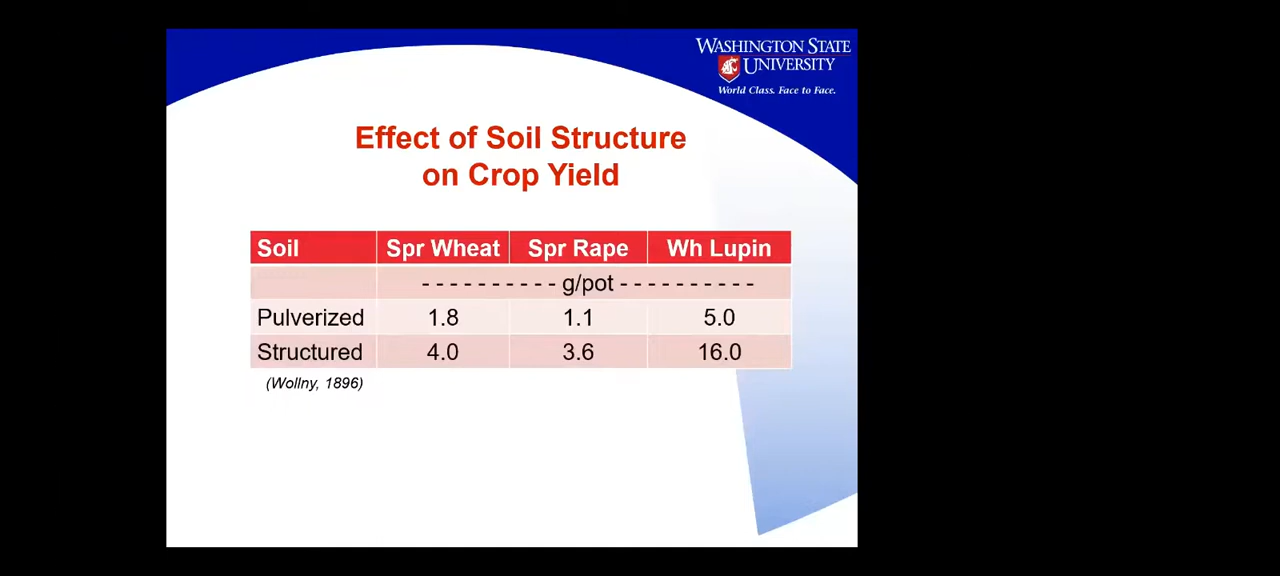 WASHINGTON STATE
UNIVERSITY
World Class. Face to Face.
Effect of Soil Structure
on Crop Yield
Soil Spr Wheat Spr Rape Wh Lupin
- - - - - - - - - - g/pot - - - - - - - - - -
Pulverized 1.8 1.1 5.0
Structured 4.0 3.6 16.0
(Wollny, 1896)